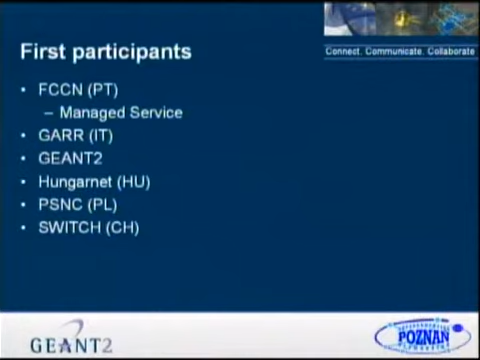 Connect. Communicate. Collaborate
First participants
• FCCN (PT)
– Managed Service
• GARR (IT)
• GEANT2
• Hungarnet (HU)
• PSNC (PL)
• SWITCH (CH)
GEANT2
POZNAŃ